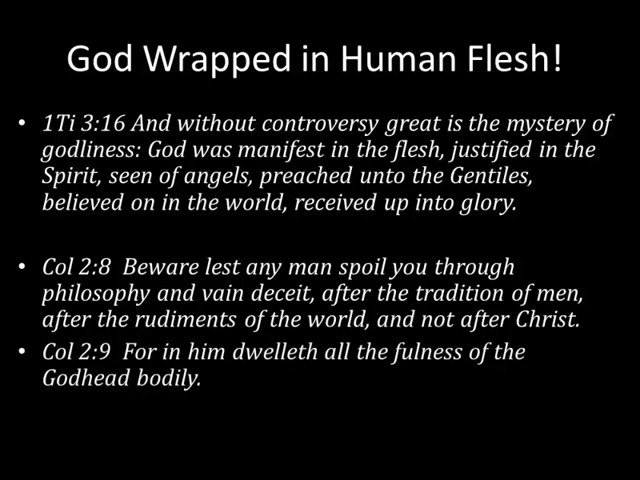 God Wrapped in Human Flesh!
• 1Ti 3:16 And without controversy great is the mystery of
godliness: God was manifest in the flesh, justified in the
Spirit, seen of angels, preached unto the Gentiles,
believed on in the world, received up into glory.
• Col 2:8  Beware lest any man spoil you through
philosophy and vain deceit, after the tradition of men,
after the rudiments of the world, and not after Christ.
• Col 2:9  For in him dwelleth all the fulness of the
Godhead bodily.